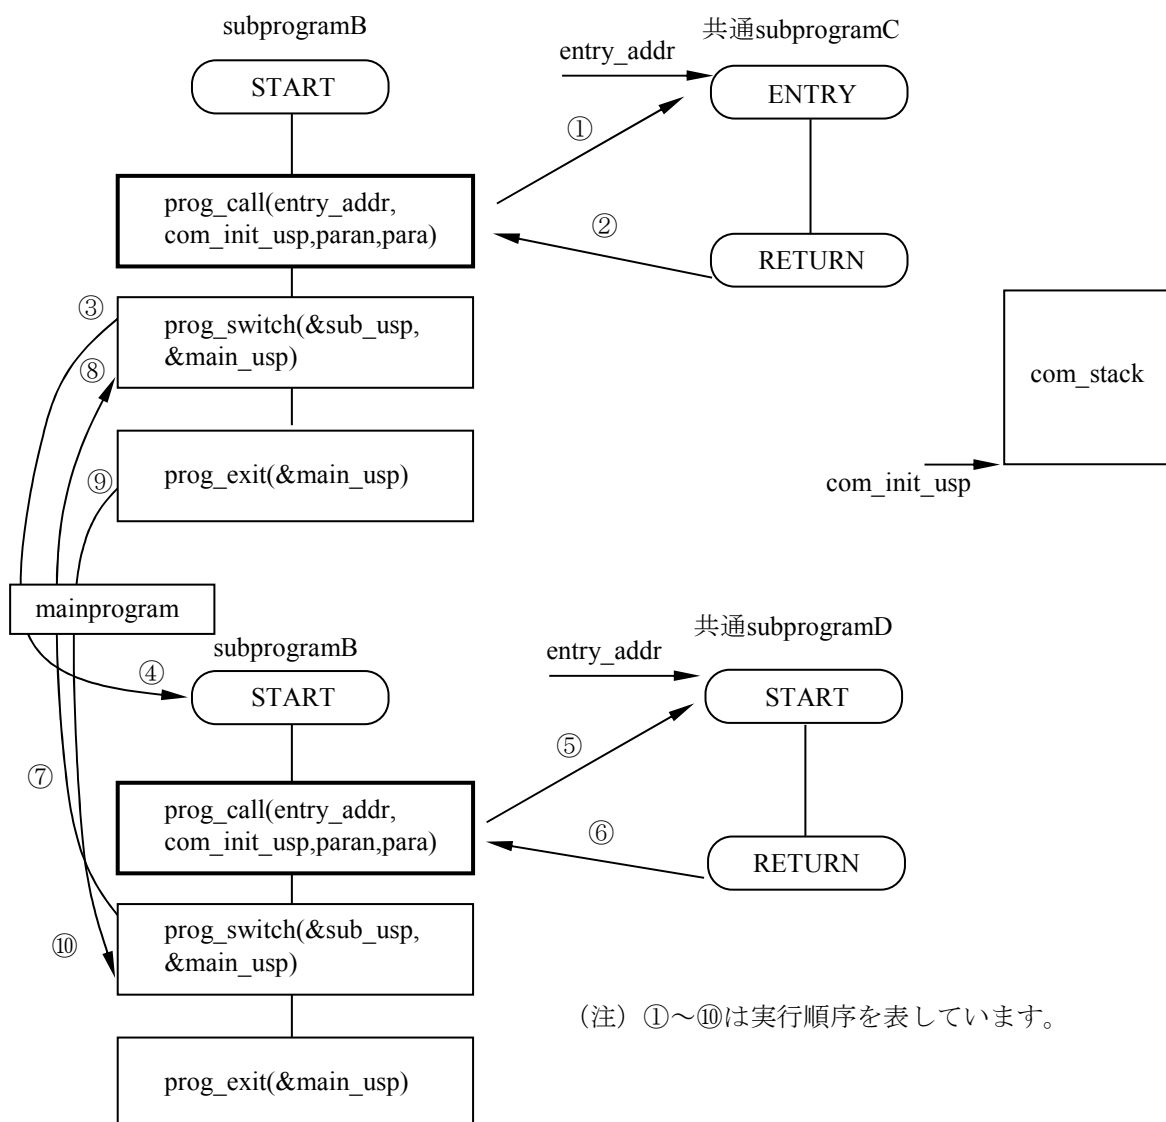 subprogramB
共通subprogramC
entry_addr
START
ENTRY
①
prog_call(entry_addr,
com_init_usp,paran,para)
②
RETURN
③
prog_switch(&sub_usp,
&main_usp)
⑧
com_stack
⑨
prog_exit(&main_usp)
com_init_usp
mainprogram
共通subprogramD
subprogramB
entry_addr
④
START
START
⑤
⑦
prog_call(entry_addr,
com_init_usp,paran,para)
⑥
RETURN
prog_switch(&sub_usp,
&main_usp)
⑩
(注)①~⑩は実行順序を表しています。
prog_exit(&main_usp)